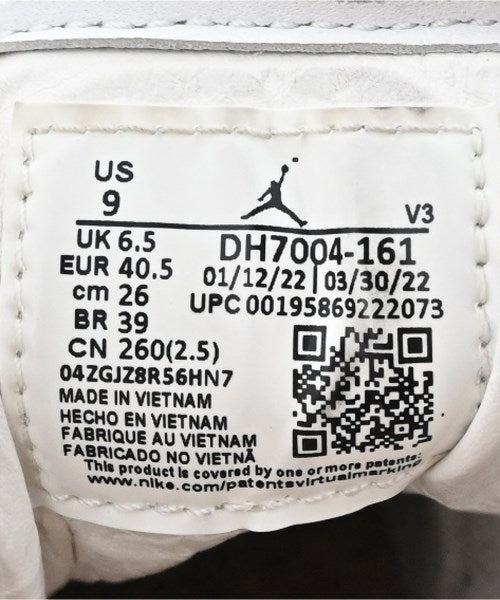 US
9
V3
UK 6.5
EUR 40.5
cm 26
BR 39
CN 260(2.5)
DH7004-161
01/12/22 | 03/30/22
UPC 00195869222073
04ZGJZ8R56HN7
MADE IN VIETNAM
HECHO EN VIETNAM
FABRIQUE AU VIETNAM
FABRICADO NO VIETNÃ
This product is covered by one or more patents:
www.nike.com/patentsvirtualmarking